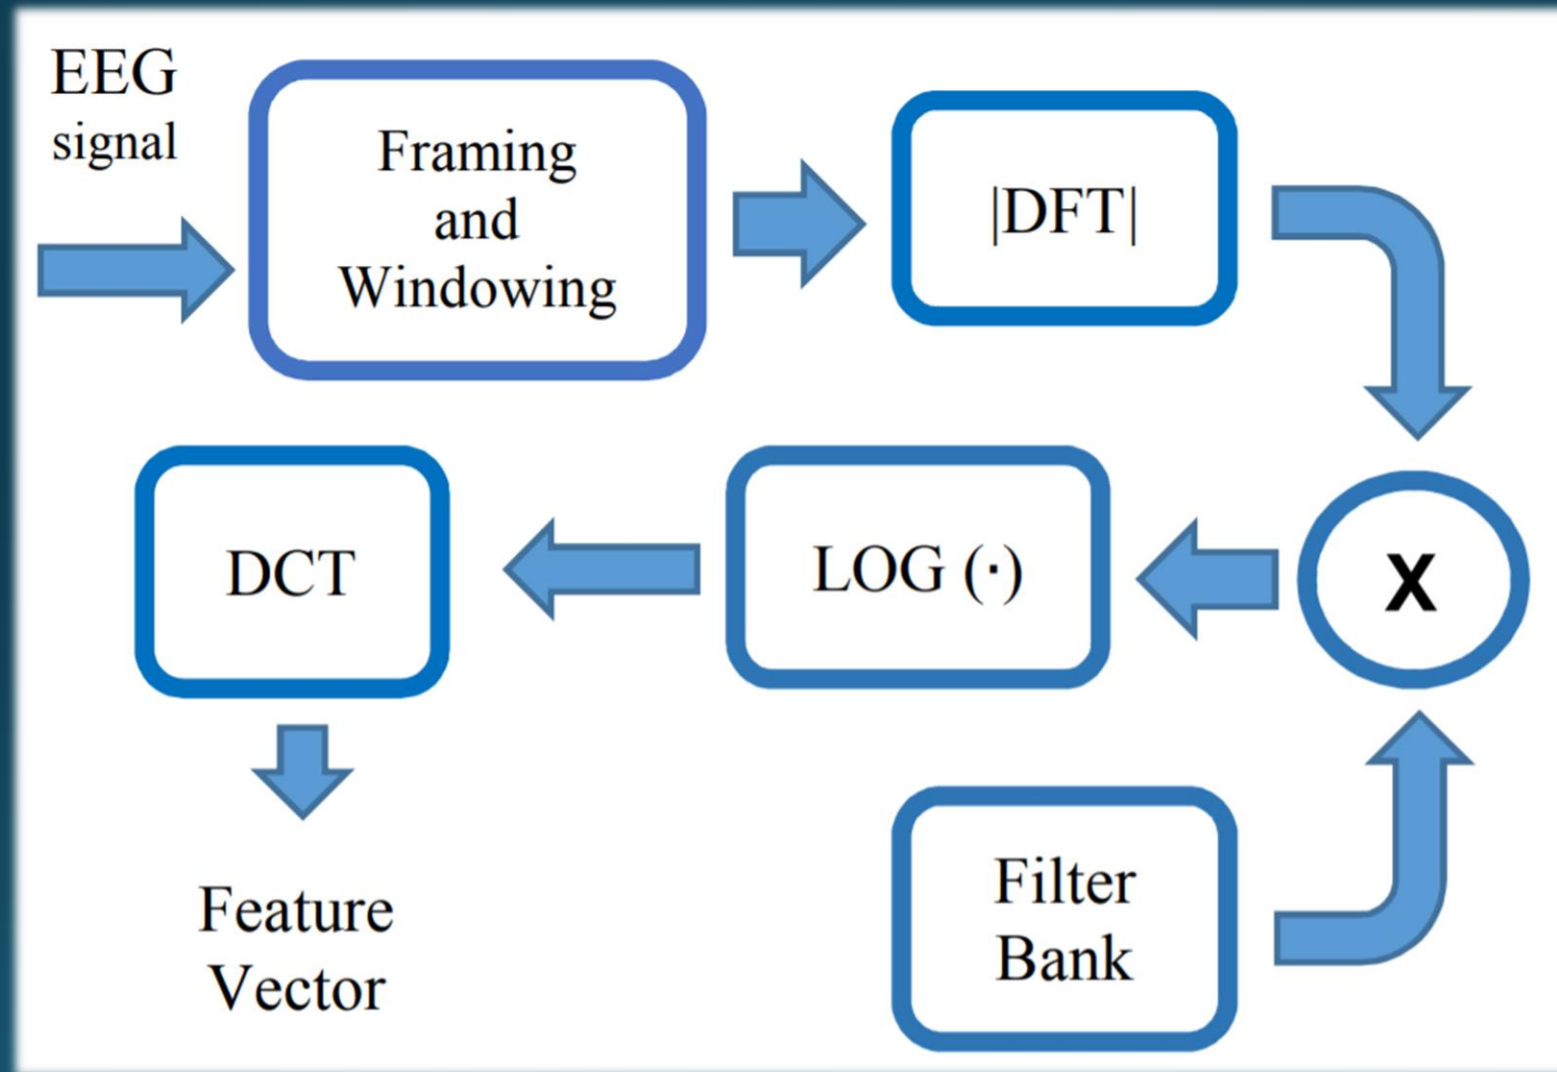 EEG
signal
Framing
and
Windowing
|DFT|
X
LOG (·)
DCT
Filter
Bank
Feature
Vector